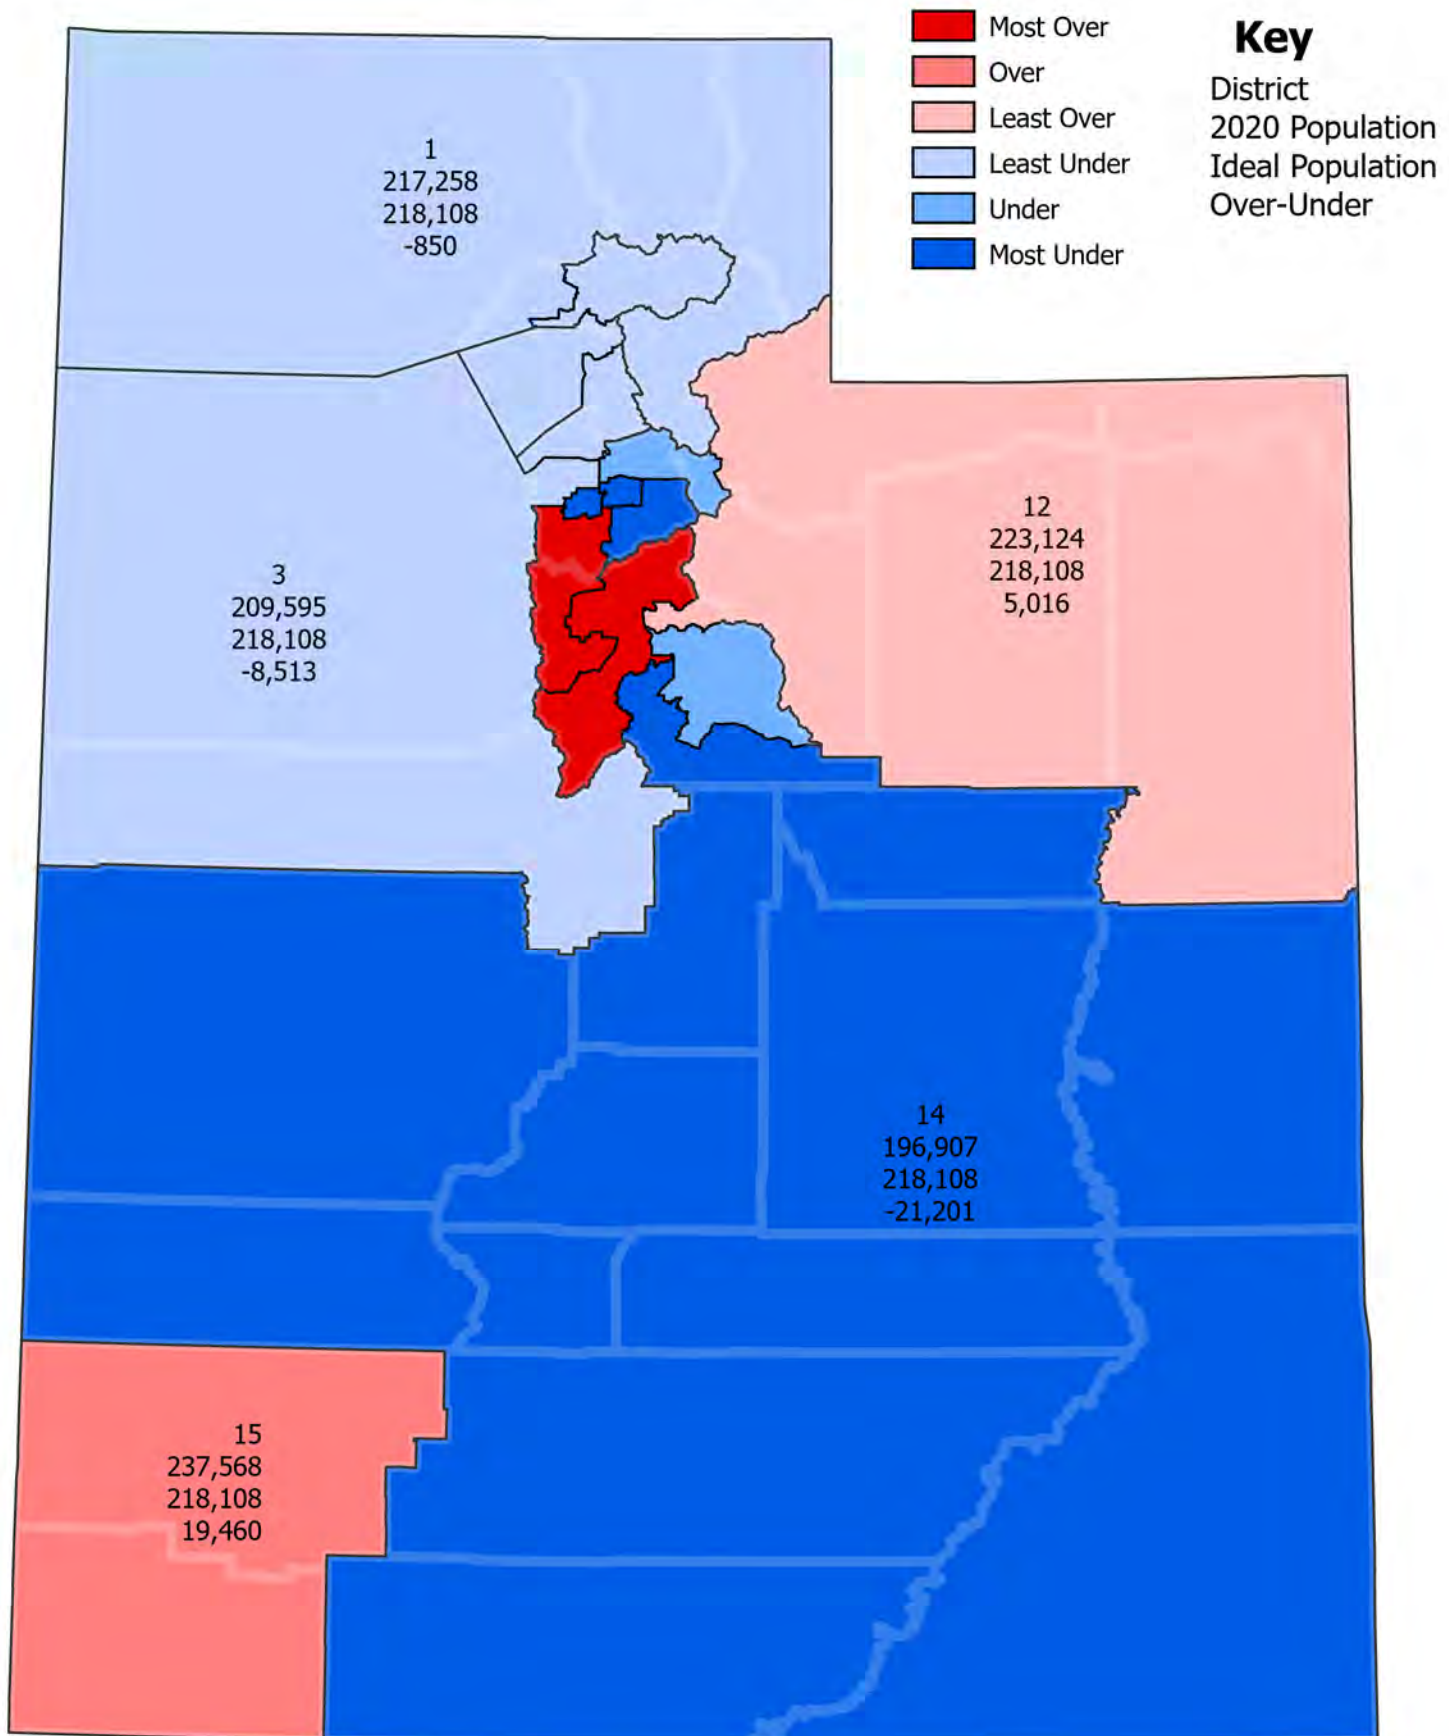 Most Over
Over
Least Over
Least Under
Under
Most Under
Key
District
2020 Population
Ideal Population
Over-Under
1
217,258
218,108
-850
12
223,124
218,108
5,016
3
209,595
218,108
-8,513
14
196,907
218,108
-21,201
15
237,568
218,108
19,460